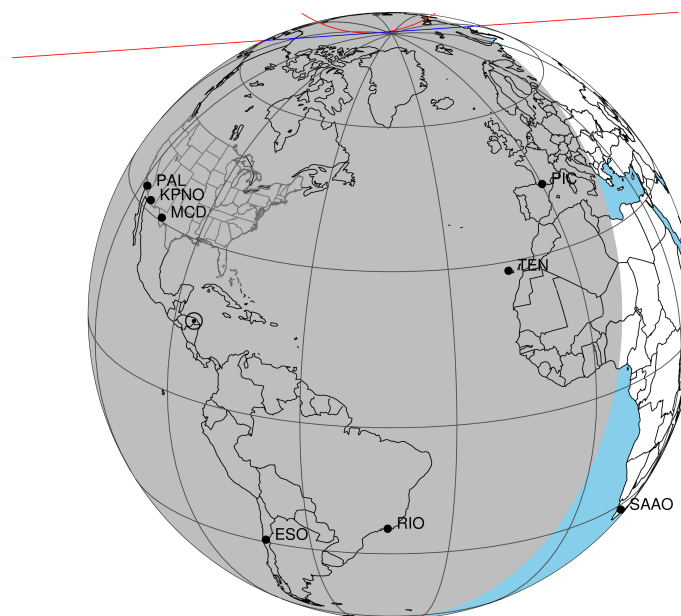 PAL
KPNO
MCD
PIC
TEN
SAAO
RIO
ESO